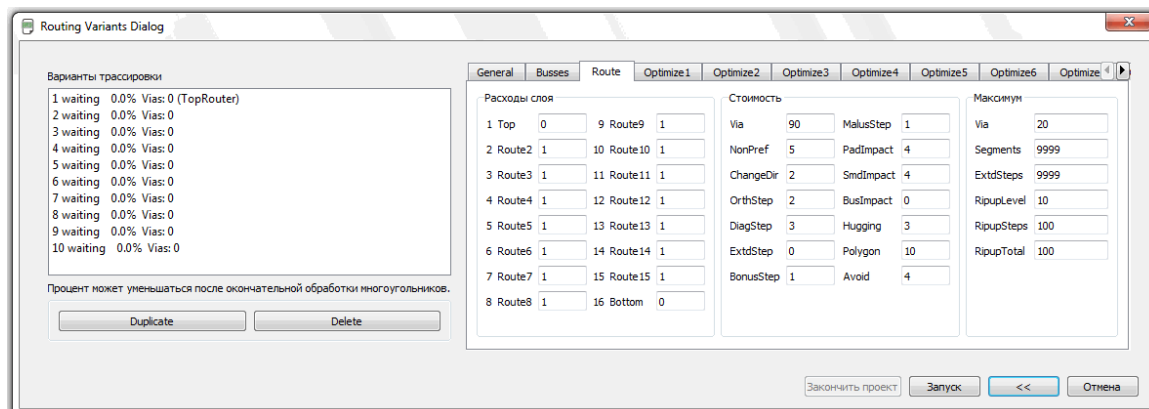 Routing Variants Dialog
Варианты трассировки
1 waiting 0.0% Vias: 0 (TopRouter)
2 waiting 0.0% Vias: 0
3 waiting 0.0% Vias: 0
4 waiting 0.0% Vias: 0
5 waiting 0.0% Vias: 0
6 waiting 0.0% Vias: 0
7 waiting 0.0% Vias: 0
8 waiting 0.0% Vias: 0
9 waiting 0.0% Vias: 0
10 waiting 0.0% Vias: 0
Процент может уменьшаться после окончательной обработки многоугольников.
Duplicate Delete
General Busses Route Optimize1 Optimize2 Optimize3 Optimize4 Optimize5 Optimize6 Optimize
Расходы слоя
1 Top 0 9 Route9 1
2 Route2 1 10 Route10 1
3 Route3 1 11 Route11 1
4 Route4 1 12 Route12 1
5 Route5 1 13 Route13 1
6 Route6 1 14 Route14 1
7 Route7 1 15 Route15 1
8 Route8 1 16 Bottom 0
Стоимость
Via 90 MalusStep 1
NonPref 5 PadImpact 4
ChangeDir 2 SmdImpact 4
OrthStep 2 BusImpact 0
DiagStep 3 Hugging 3
ExtdStep 0 Polygon 10
BonusStep 1 Avoid 4
Максимум
Via 20
Segments 9999
ExtdSteps 9999
RipupLevel 10
RipupSteps 100
RipupTotal 100
Закончить проект Запуск << Отмена